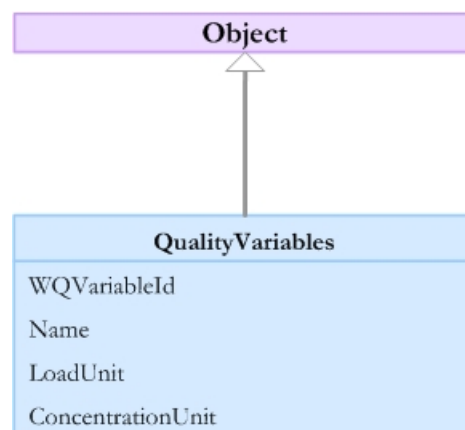 Object
QualityVariables
WQVariableId
Name
LoadUnit
ConcentrationUnit